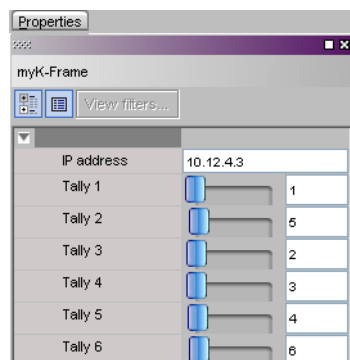 Properties
myK-Frame
View filters...
IP address 10.12.4.3
Tally 1 1
Tally 2 5
Tally 3 2
Tally 4 3
Tally 5 4
Tally 6 6